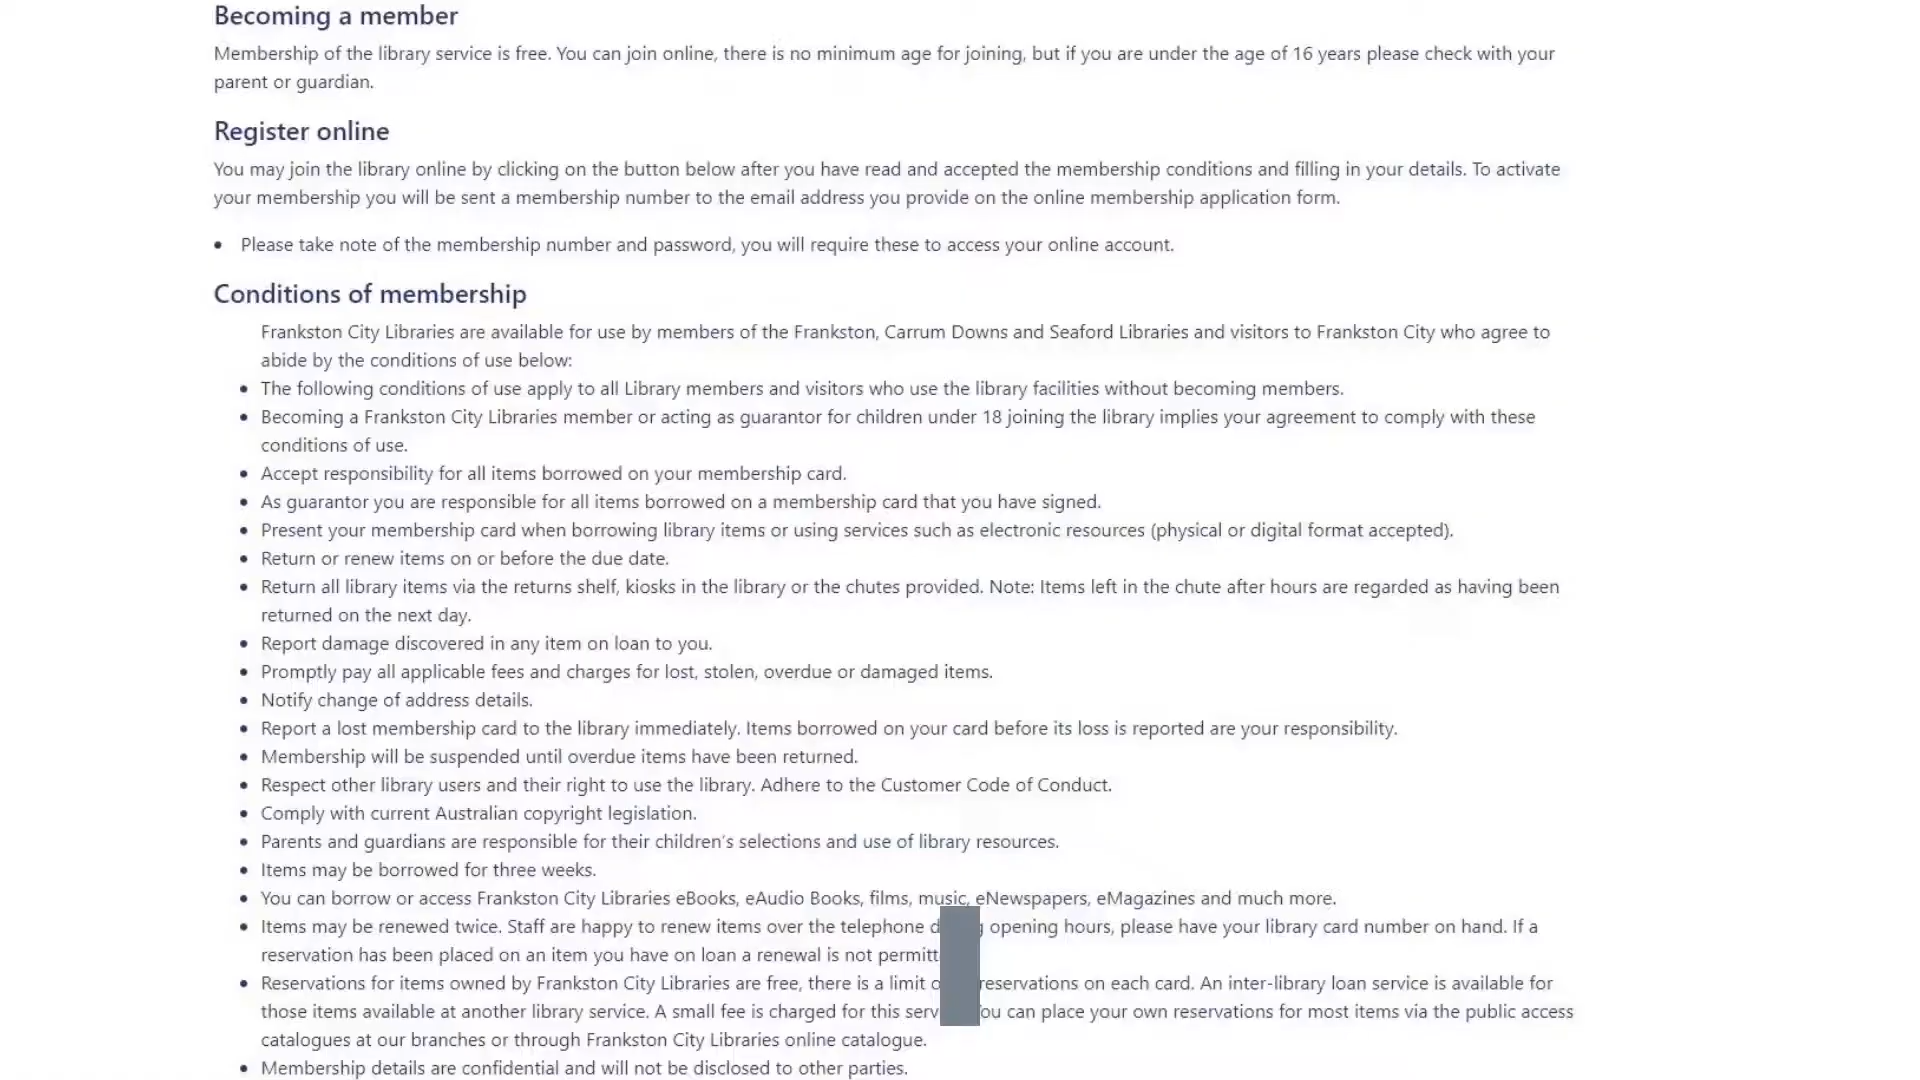 Becoming a member
Membership of the library service is free. You can join online, there is no minimum age for joining, but if you are under the age of 16 years please check with your
parent or guardian.
Register online
You may join the library online by clicking on the button below after you have read and accepted the membership conditions and filling in your details. To activate
your membership you will be sent a membership number to the email address you provide on the online membership application form.
• Please take note of the membership number and password, you will require these to access your online account.
Conditions of membership
Frankston City Libraries are available for use by members of the Frankston, Carrum Downs and Seaford Libraries and visitors to Frankston City who agree to
abide by the conditions of use below:
• The following conditions of use apply to all Library members and visitors who use the library facilities without becoming members.
• Becoming a Frankston City Libraries member or acting as guarantor for children under 18 joining the library implies your agreement to comply with these
conditions of use.
• Accept responsibility for all items borrowed on your membership card.
• As guarantor you are responsible for all items borrowed on a membership card that you have signed.
• Present your membership card when borrowing library items or using services such as electronic resources (physical or digital format accepted).
• Return or renew items on or before the due date.
• Return all library items via the returns shelf, kiosks in the library or the chutes provided. Note: Items left in the chute after hours are regarded as having been
returned on the next day.
• Report damage discovered in any item on loan to you.
• Promptly pay all applicable fees and charges for lost, stolen, overdue or damaged items.
• Notify change of address details.
• Report a lost membership card to the library immediately. Items borrowed on your card before its loss is reported are your responsibility.
• Membership will be suspended until overdue items have been returned.
• Respect other library users and their right to use the library. Adhere to the Customer Code of Conduct.
• Comply with current Australian copyright legislation.
• Parents and guardians are responsible for their children's selections and use of library resources.
• Items may be borrowed for three weeks.
• You can borrow or access Frankston City Libraries eBooks, eAudio Books, films, music, eNewspapers, eMagazines and much more.
• Items may be renewed twice. Staff are happy to renew items over the telephone opening hours, please have your library card number on hand. If a
reservation has been placed on an item you have on loan a renewal is not
• Reservations for items owned by Frankston City Libraries are free, there is a limit reservations on each card. An inter-library loan service is available for
those items available at another library service. A small fee is charged for this can place your own reservations for most items via the public access
catalogues at our branches or through Frankston City Libraries online catalogue.
• Membership details are confidential and will not be disclosed to other parties.